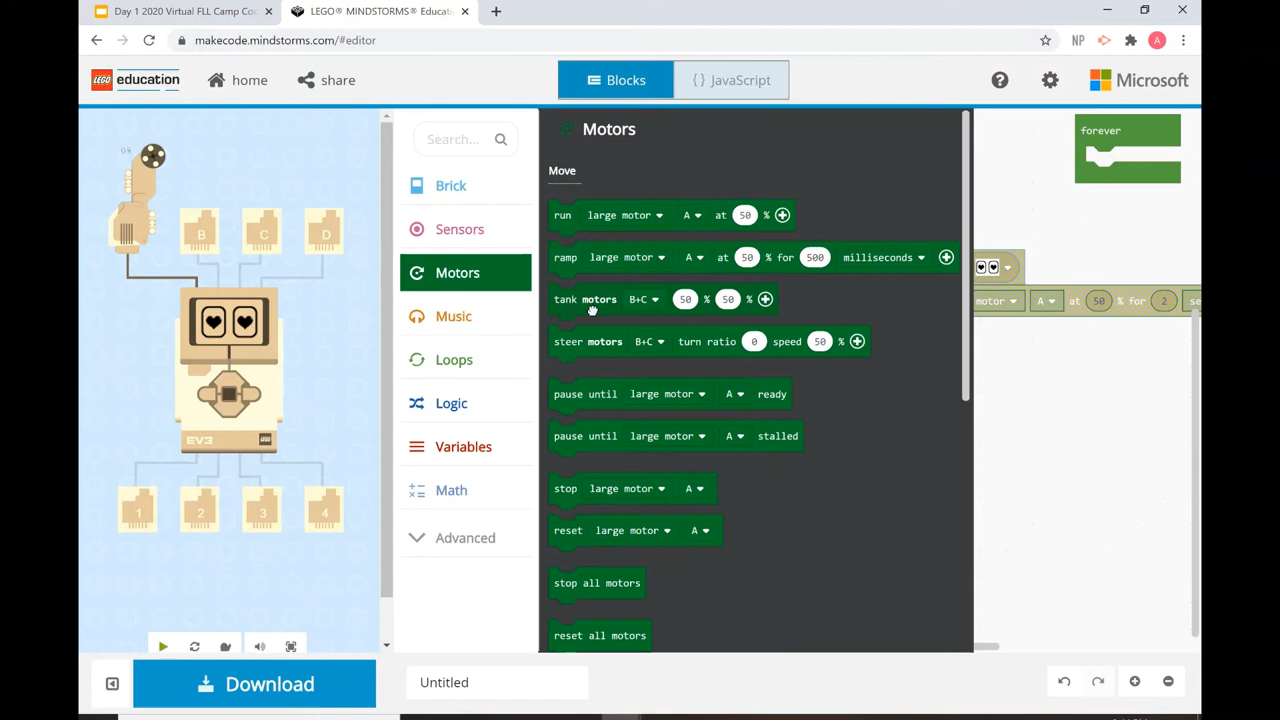 Day 1 2020 Virtual FLL Camp Coo
LEGO® MINDSTORMS® Educati
makecode.mindstorms.com/#editor
NP
A
LEGO education
home
share
Blocks
{ } JavaScript
Microsoft
B
C
D
EV3
1
2
3
4
Search...
Brick
Sensors
Motors
Music
Loops
Logic
Variables
Math
Advanced
Motors
Move
run large motor A at 50 %
ramp large motor A at 50 % for 500 milliseconds
tank motors B+C 50 % 50 %
steer motors B+C turn ratio 0 speed 50 %
pause until large motor A ready
pause until large motor A stalled
stop large motor A
reset large motor A
stop all motors
reset all motors
forever
motor A at 50 % for 2 se
Download
Untitled